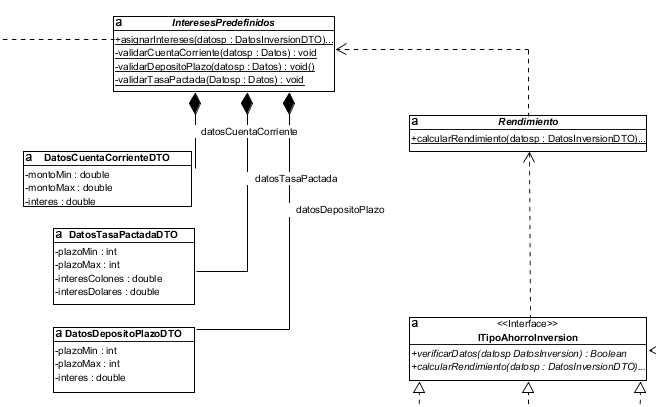 a
InteresesPredefinidos
+asignarIntereses(datosp : DatosInversionDTO)...
-validarCuentaCorriente(datosp : Datos) : void
-validarDepositoPlazo(datosp : Datos) : void()
-validarTasaPactada(Datosp : Datos) : void
datosCuentaCorriente
a
Rendimiento
+calcularRendimiento(datosp : DatosInversionDTO)...
a
DatosCuentaCorrienteDTO
-montoMin : double
-montoMax : double
-interes : double
datosTasaPactada
datosDepositoPlazo
a
DatosTasaPactadaDTO
-plazoMin : int
-plazoMax : int
-interesColones : double
-interesDolares : double
a
DatosDepositoPlazoDTO
-plazoMin : int
-plazoMax : int
-interes : double
a
<<Interface>>
ITipoAhorroInversion
+verificarDatos(datosp DatosInversion) : Boolean
+calcularRendimiento(datosp : DatosInversionDTO)...